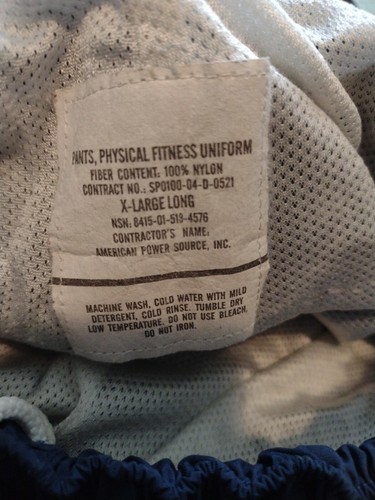 PANTS, PHYSICAL FITNESS UNIFORM
FIBER CONTENT: 100% NYLON
CONTRACT NO.: SPO100-04-D-0521
X-LARGE LONG
NSN: 8415-01-513-4576
CONTRACTOR'S NAME:
AMERICAN POWER SOURCE, INC.
MACHINE WASH, COLD WATER WITH MILD
DETERGENT, COLD RINSE. TUMBLE DRY
LOW TEMPERATURE. DO NOT USE BLEACH.
DO NOT IRON.